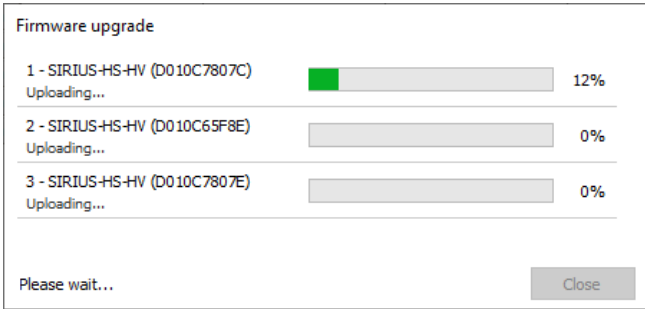 Firmware upgrade
1 - SIRIUS-HS-HV (D010C7807C)
Uploading...
12%
2 - SIRIUS-HS-HV (D010C65F8E)
Uploading...
0%
3 - SIRIUS-HS-HV (D010C7807E)
Uploading...
0%
Please wait...
Close